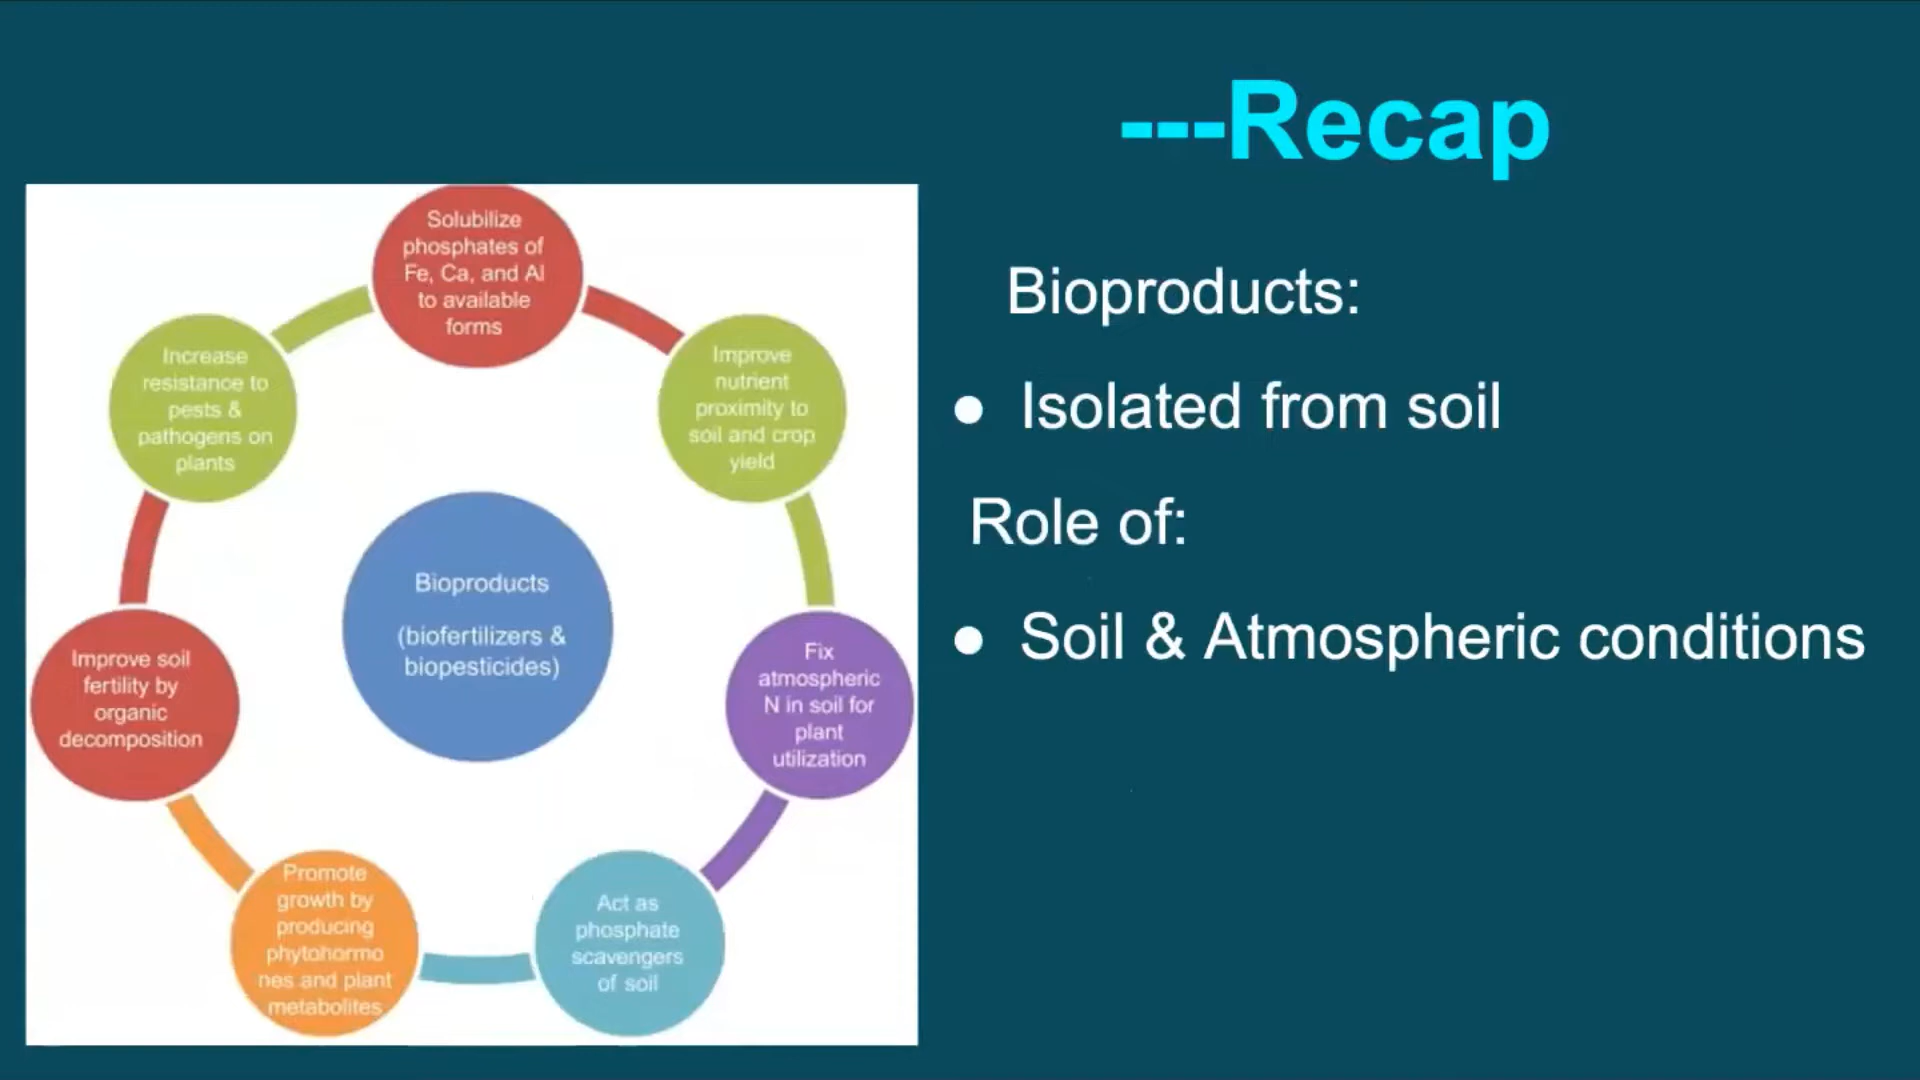 ---Recap
Solubilize
phosphates of
Fe, Ca, and Al
to available
forms
Improve
nutrient
proximity to
soil and crop
yield
Fix
atmospheric
N in soil for
plant
utilization
Act as
phosphate
scavengers
of soil
Promote
growth by
producing
phytohormo
nes and plant
metabolites
Improve soil
fertility by
organic
decomposition
Increase
resistance to
pests &
pathogens on
plants
Bioproducts
(biofertilizers &
biopesticides)
Bioproducts:
● Isolated from soil
Role of:
● Soil & Atmospheric conditions